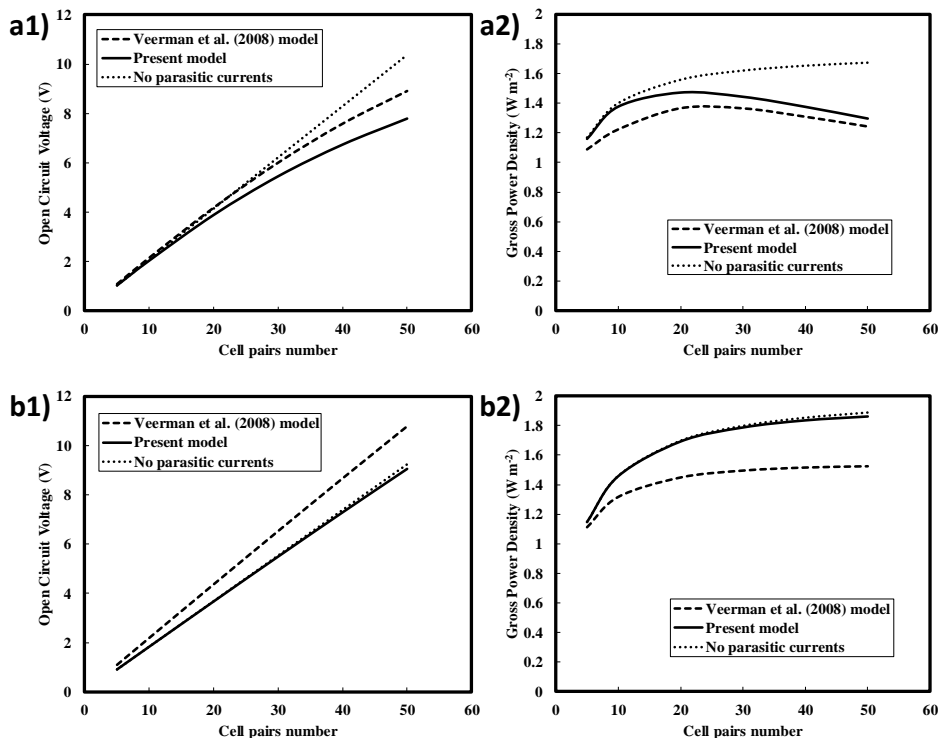 a1)
12
10
8
6
4
2
0
Open Circuit Voltage (V)
Veerman et al. (2008) model
Present model
No parasitic currents
0 10 20 30 40 50 60
Cell pairs number
a2)
2
1.8
1.6
1.4
1.2
1
0.8
0.6
0.4
0.2
0
Gross Power Density (W m-2)
Veerman et al. (2008) model
Present model
No parasitic currents
0 10 20 30 40 50 60
Cell pairs number
b1)
12
10
8
6
4
2
0
Open Circuit Voltage (V)
Veerman et al. (2008) model
Present model
No parasitic currents
0 10 20 30 40 50 60
Cell pairs number
b2)
2
1.8
1.6
1.4
1.2
1
0.8
0.6
0.4
0.2
0
Gross Power Density (W m-2)
Veerman et al. (2008) model
Present model
No parasitic currents
0 10 20 30 40 50 60
Cell pairs number